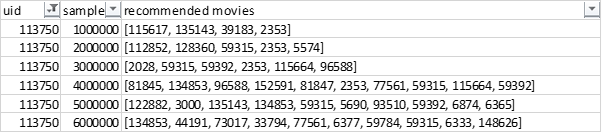 uid sample recommended movies
113750 1000000 [115617, 135143, 39183, 2353]
113750 2000000 [112852, 128360, 59315, 2353, 5574]
113750 3000000 [2028, 59315, 59392, 2353, 115664, 96588]
113750 4000000 [81845, 134853, 96588, 152591, 81847, 2353, 77561, 59315, 115664, 59392]
113750 5000000 [122882, 3000, 135143, 134853, 59315, 5690, 93510, 59392, 6874, 6365]
113750 6000000 [134853, 44191, 73017, 33794, 77561, 6377, 59784, 59315, 6333, 148626]